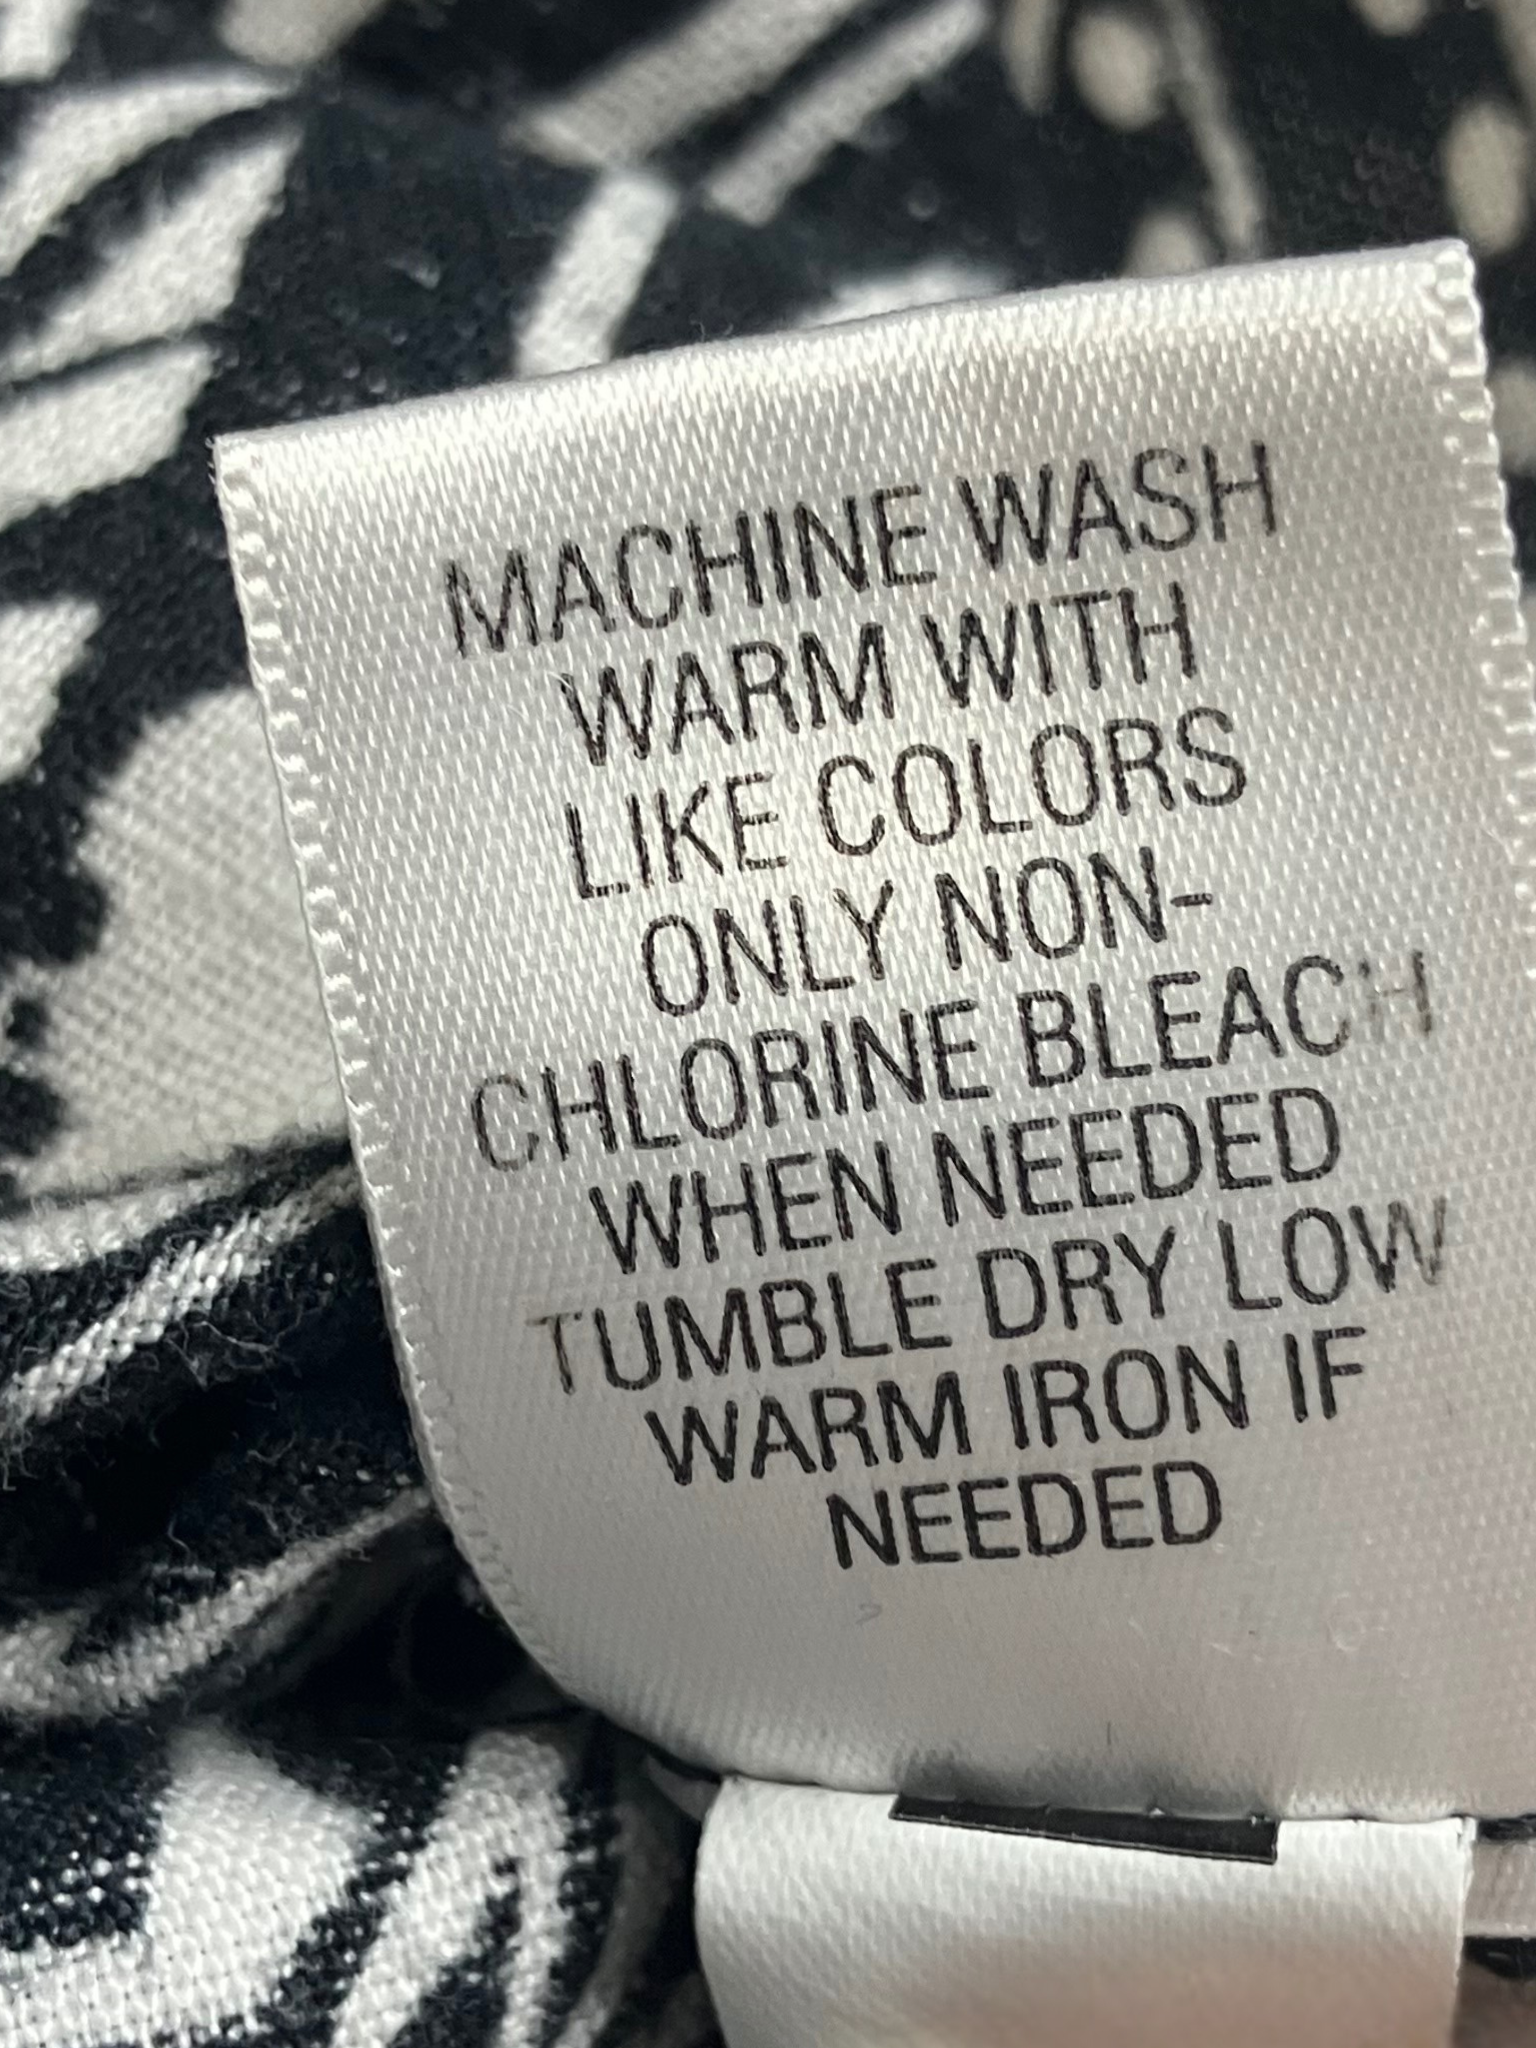 MACHINE WASH
WARM WITH
LIKE COLORS
ONLY NON-
CHLORINE BLEACH
WHEN NEEDED
TUMBLE DRY LOW
WARM IRON IF
NEEDED